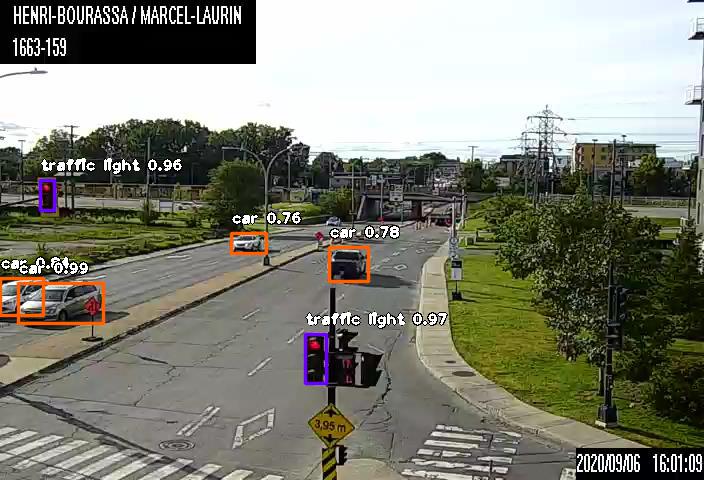 HENRI-BOURASSA / MARCEL-LAURIN
1663-159
traffic light 0.96
car 0.76
car 0.78
car 0.99
traffic light 0.97
3,95 m
2020/09/06 16:01:09